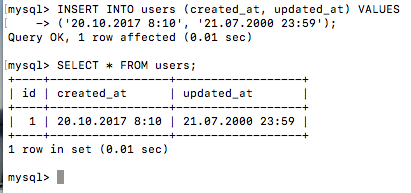 [mysql> INSERT INTO users (created_at, updated_at) VALUES
[    -> ('20.10.2017 8:10', '21.07.2000 23:59');
Query OK, 1 row affected (0.01 sec)

[mysql> SELECT * FROM users;
+----+-----------------+------------------+
| id | created_at      | updated_at       |
+----+-----------------+------------------+
|  1 | 20.10.2017 8:10 | 21.07.2000 23:59 |
+----+-----------------+------------------+
1 row in set (0.01 sec)

mysql>